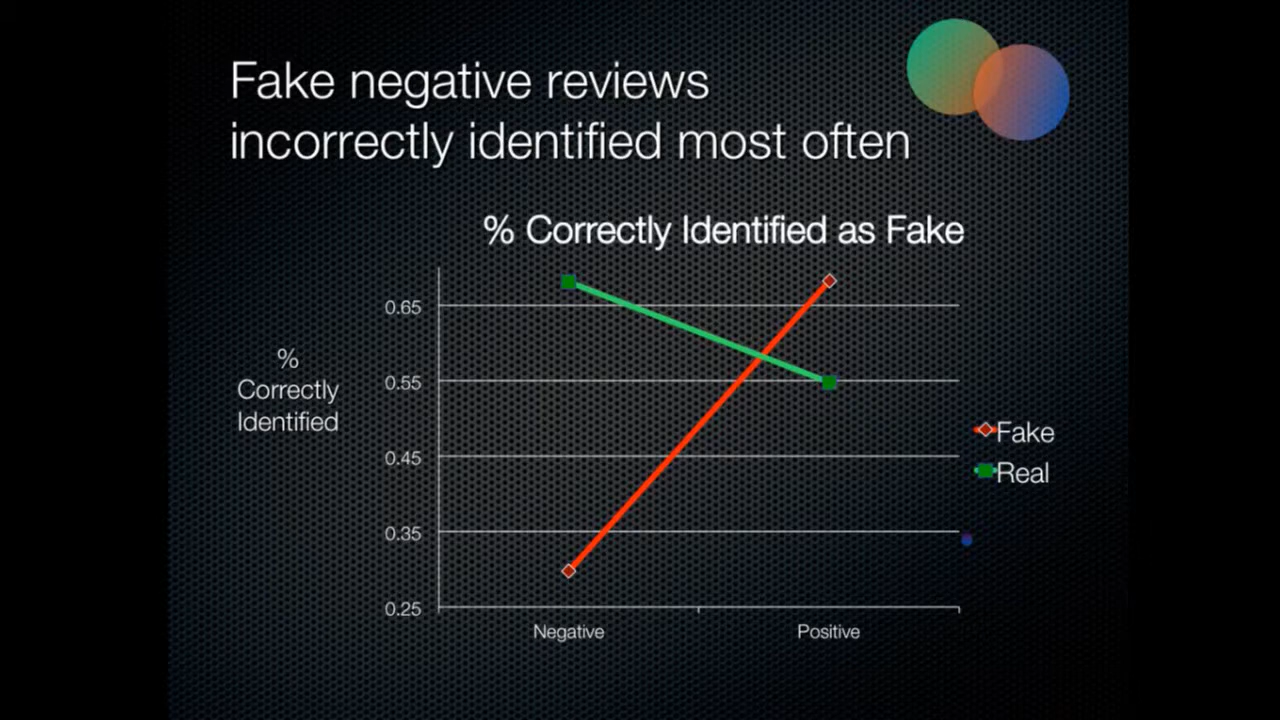 Fake negative reviews
incorrectly identified most often
% Correctly Identified as Fake
%
Correctly
Identified
0.65
0.55
0.45
0.35
0.25
Negative
Positive
Fake
Real